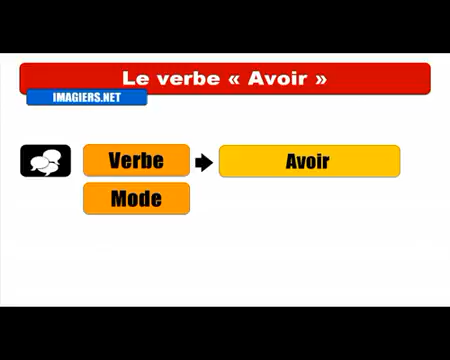 Le verbe « Avoir »
IMAGIERS.NET
Verbe
Avoir
Mode